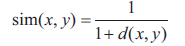 sim(x, y) = 1 / (1 + d(x, y))